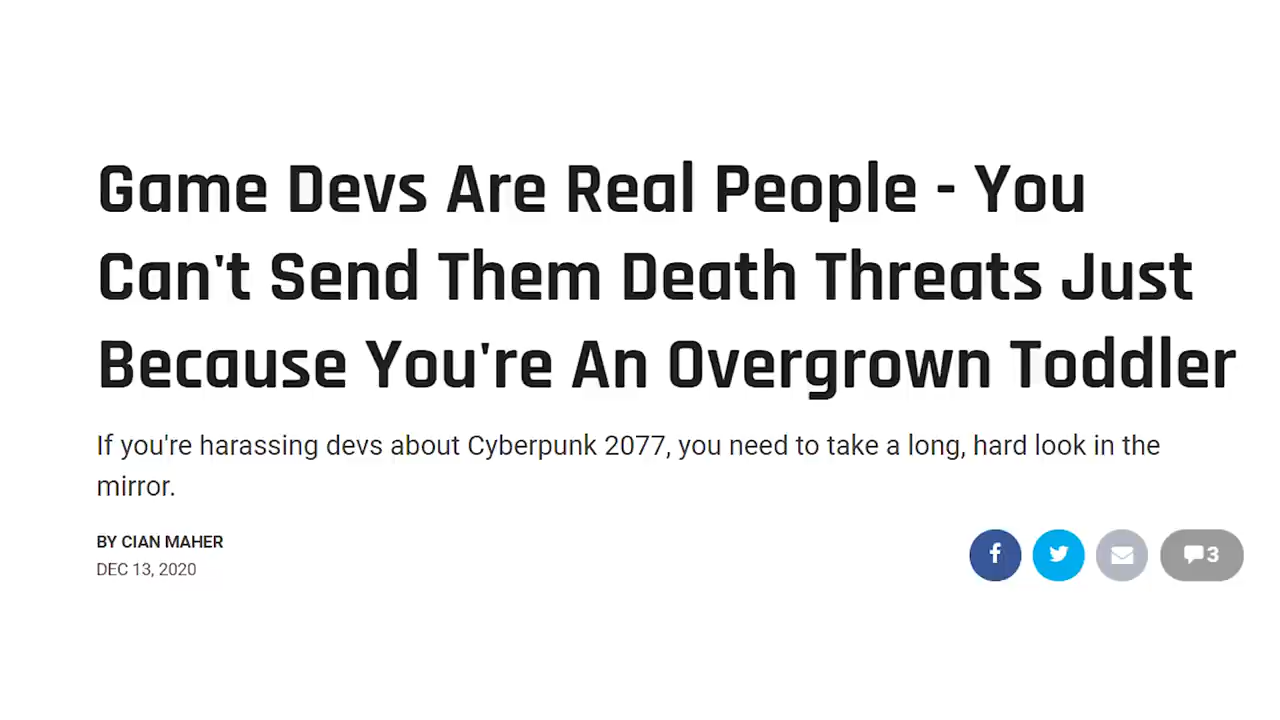 Game Devs Are Real People - You
Can't Send Them Death Threats Just
Because You're An Overgrown Toddler
If you're harassing devs about Cyberpunk 2077, you need to take a long, hard look in the
mirror.
BY CIAN MAHER
DEC 13, 2020
f
3